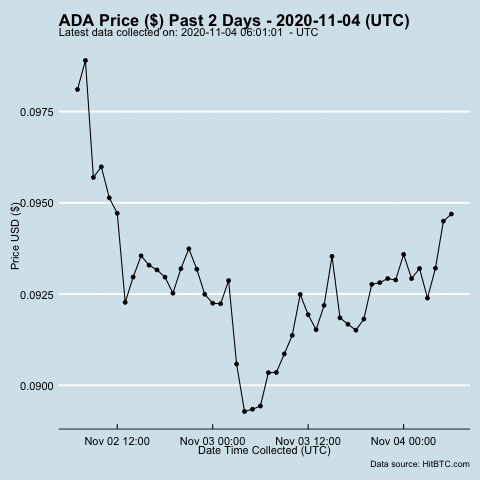 ADA Price ($) Past 2 Days - 2020-11-04 (UTC)
Latest data collected on: 2020-11-04 06:01:01 - UTC
0.0975
0.0950
0.0925
0.0900
Price USD ($)
Nov 02 12:00 Nov 03 00:00 Nov 03 12:00 Nov 04 00:00
Date Time Collected (UTC)
Data source: HitBTC.com